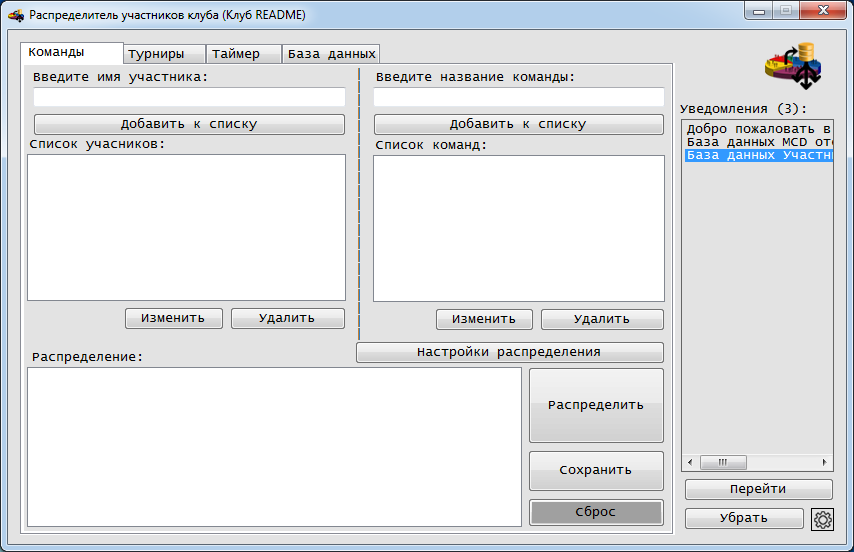 Распределитель участников клуба (Клуб README)
Команды
Турниры
Таймер
База данных
Введите имя участника:
Введите название команды:
Добавить к списку
Добавить к списку
Список учасников:
Список команд:
Изменить
Удалить
Изменить
Удалить
Настройки распределения
Распределение:
Распределить
Сохранить
Сброс
Уведомления (3):
Добро пожаловать в
База данных MCD от
База данных Участн
Перейти
Убрать